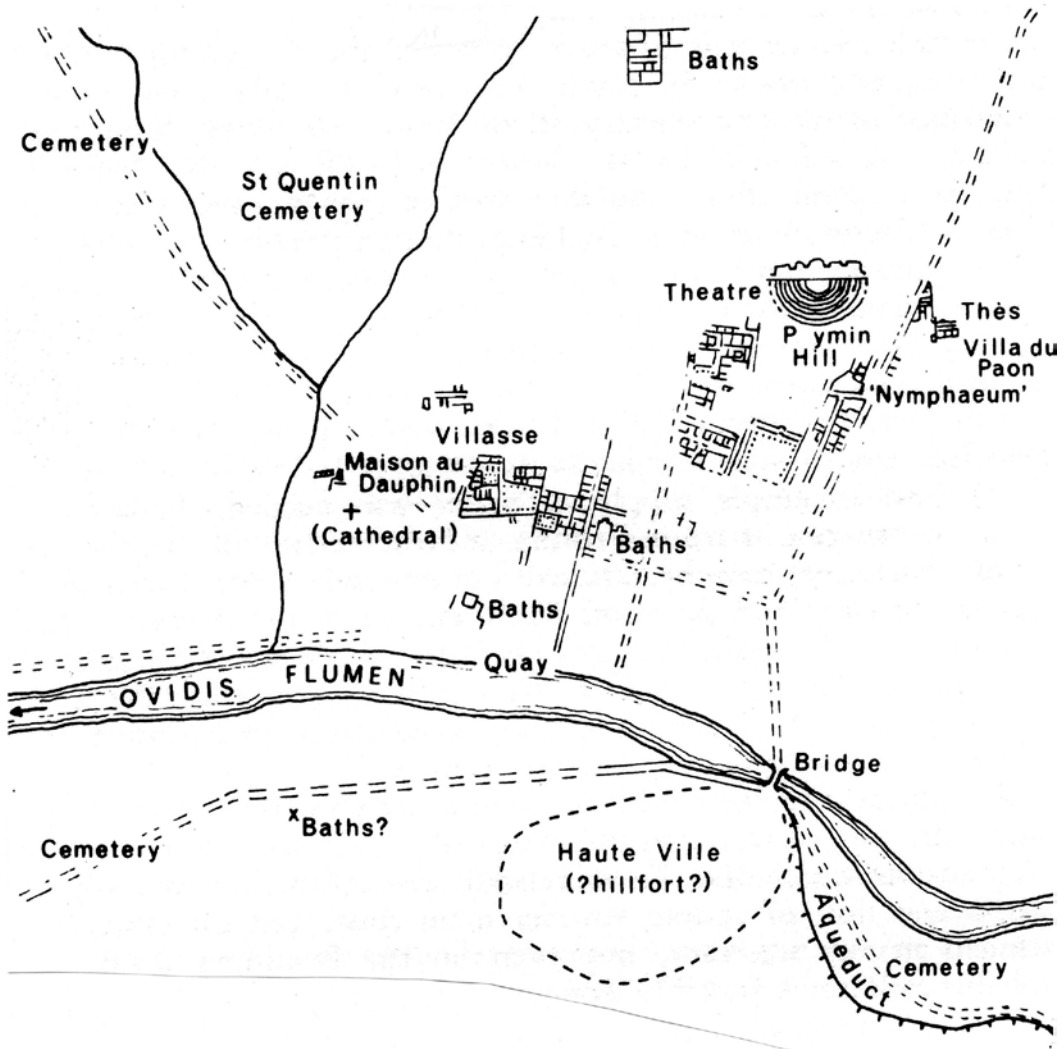 Baths
Cemetery
St Quentin
Cemetery
Theatre
P ymin
Hill
Thès
Villa du
Paon
'Nymphaeum'
Villasse
Maison au
Dauphin
+
(Cathedral)
Baths
Baths
Quay
OVIDIS FLUMEN
Bridge
x
Baths?
Cemetery
Haute Ville
(?hillfort?)
Aqueduct
Cemetery